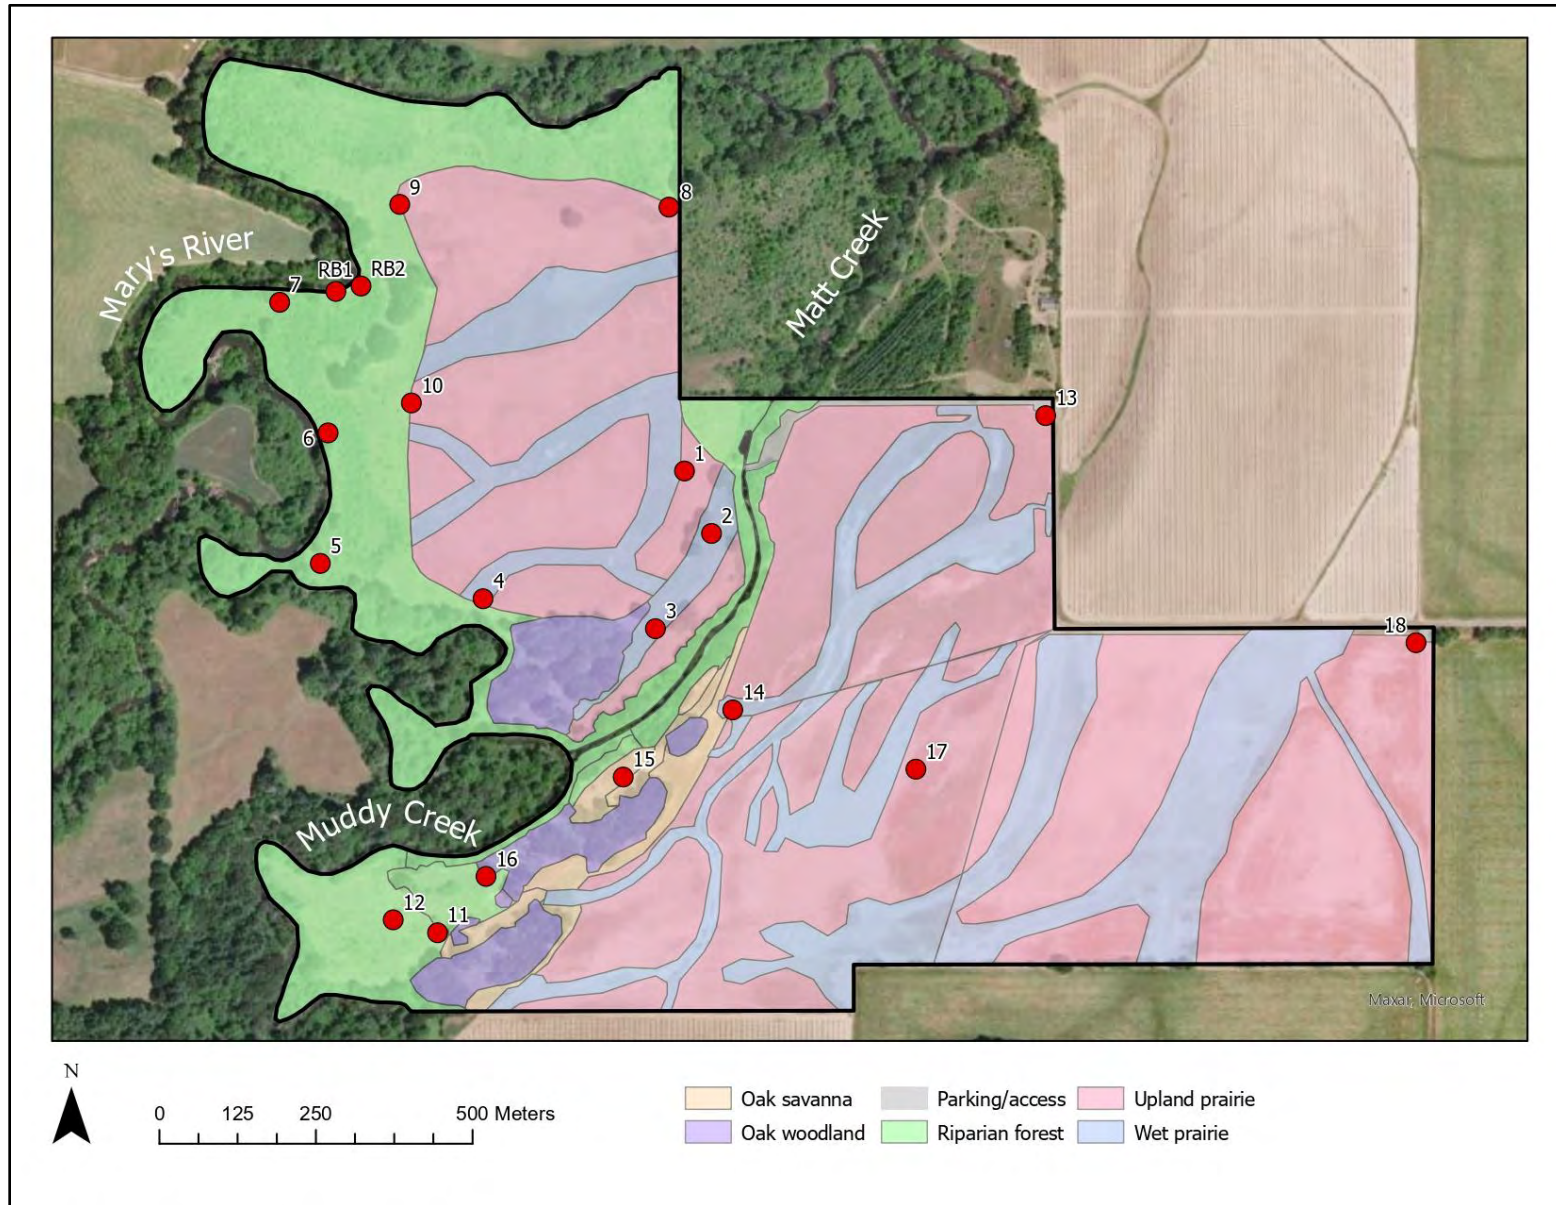 9
8
Mary's River
RB1 RB2
7
Matt Creek
10
13
6
1
2
5
4
3
18
14
17
15
Muddy Creek
16
12
11
Maxar, Microsoft
N
0 125 250 500 Meters
Oak savanna Parking/access Upland prairie
Oak woodland Riparian forest Wet prairie